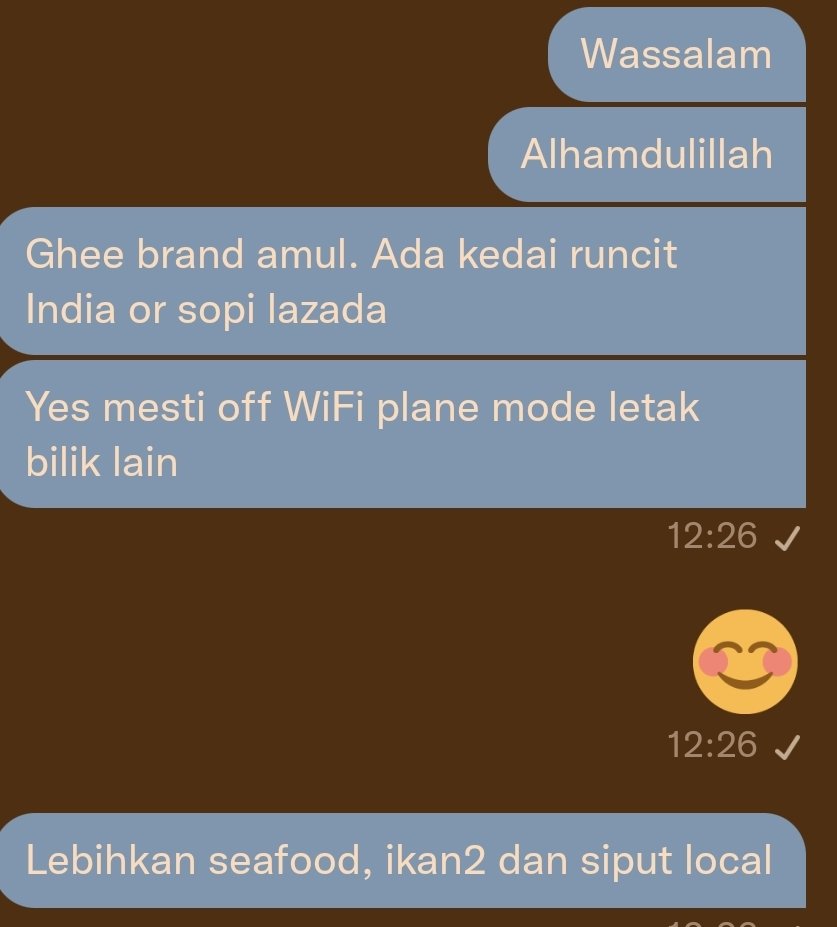 Wassalam
Alhamdulillah
Ghee brand amul. Ada kedai runcit
India or sopi lazada
Yes mesti off WiFi plane mode letak
bilik lain
12:26
12:26
Lebihkan seafood, ikan2 dan siput local